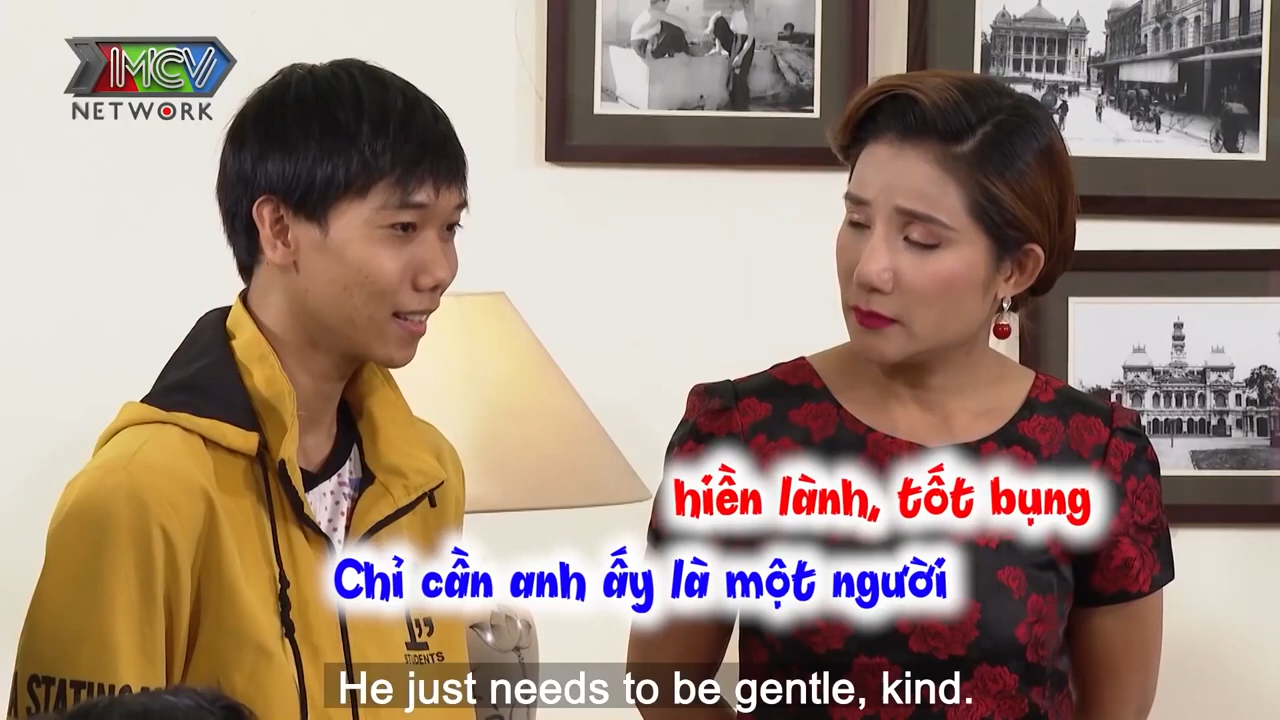 MCV
NETWORK
hiền lành, tốt bụng
Chỉ cần anh ấy là một người
STUDENTS
He just needs to be gentle, kind.